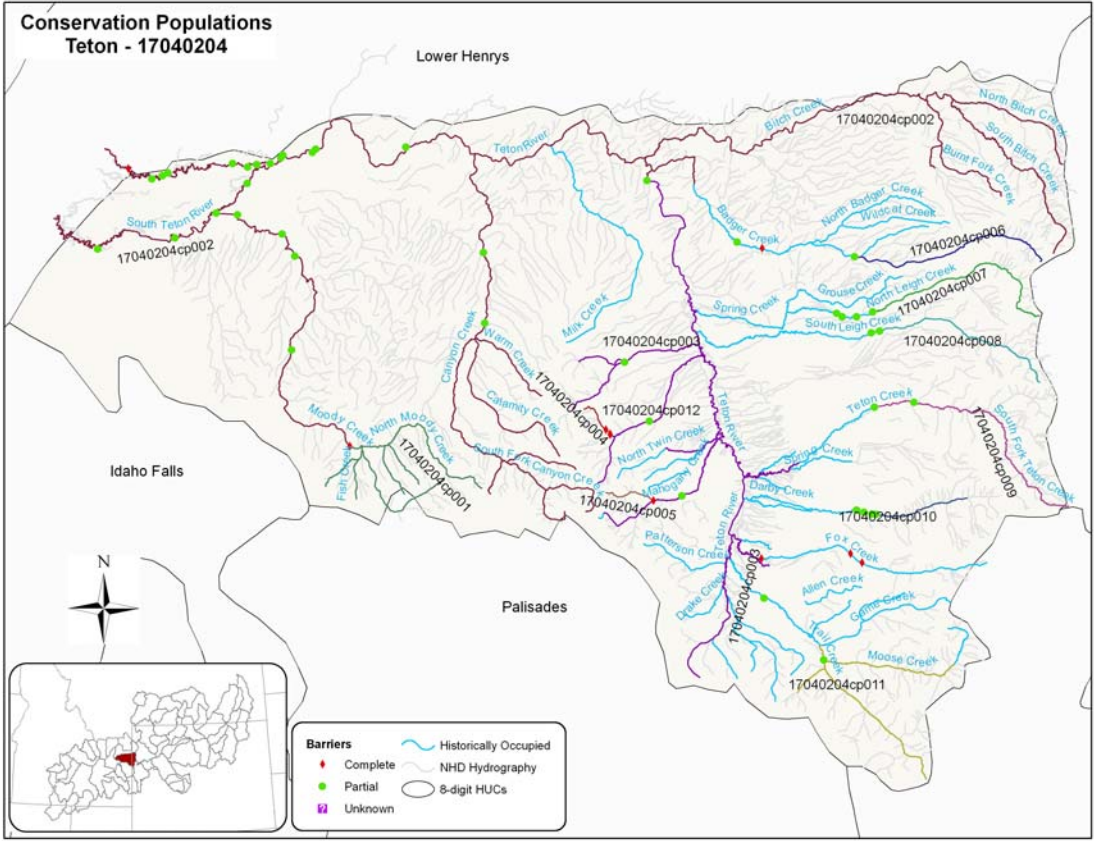 Conservation Populations
Teton - 17040204
Lower Henrys
North Bitch Creek
Bitch Creek
17040204cp002
South Bitch Creek
Teton River
Burnt Fork Creek
North Badger Creek
Wildcat Creek
South Teton River
Badger Creek
17040204cp002
17040204cp006
Grouse Creek
North Leigh Creek
17040204cp007
Spring Creek
Milk Creek
South Leigh Creek
17040204cp003
17040204cp008
Canyon Creek
Warm Creek
17040204cp004
Calamity Creek
17040204cp012
Teton River
Teton Creek
Moody Creek
North Moody Creek
North Twin Creek
17040204cp009
South Fork Teton Creek
Idaho Falls
Fish Creek
17040204cp001
South Fork Canyon Creek
Mahogany Creek
Spring Creek
Darby Creek
17040204cp005
17040204cp010
Teton River
Patterson Creek
Fox Creek
17040204cp003
Allen Creek
N
Palisades
Drake Creek
Game Creek
Trail Creek
Moose Creek
17040204cp011
Barriers
Complete
Partial
? Unknown
Historically Occupied
NHD Hydrography
8-digit HUCs